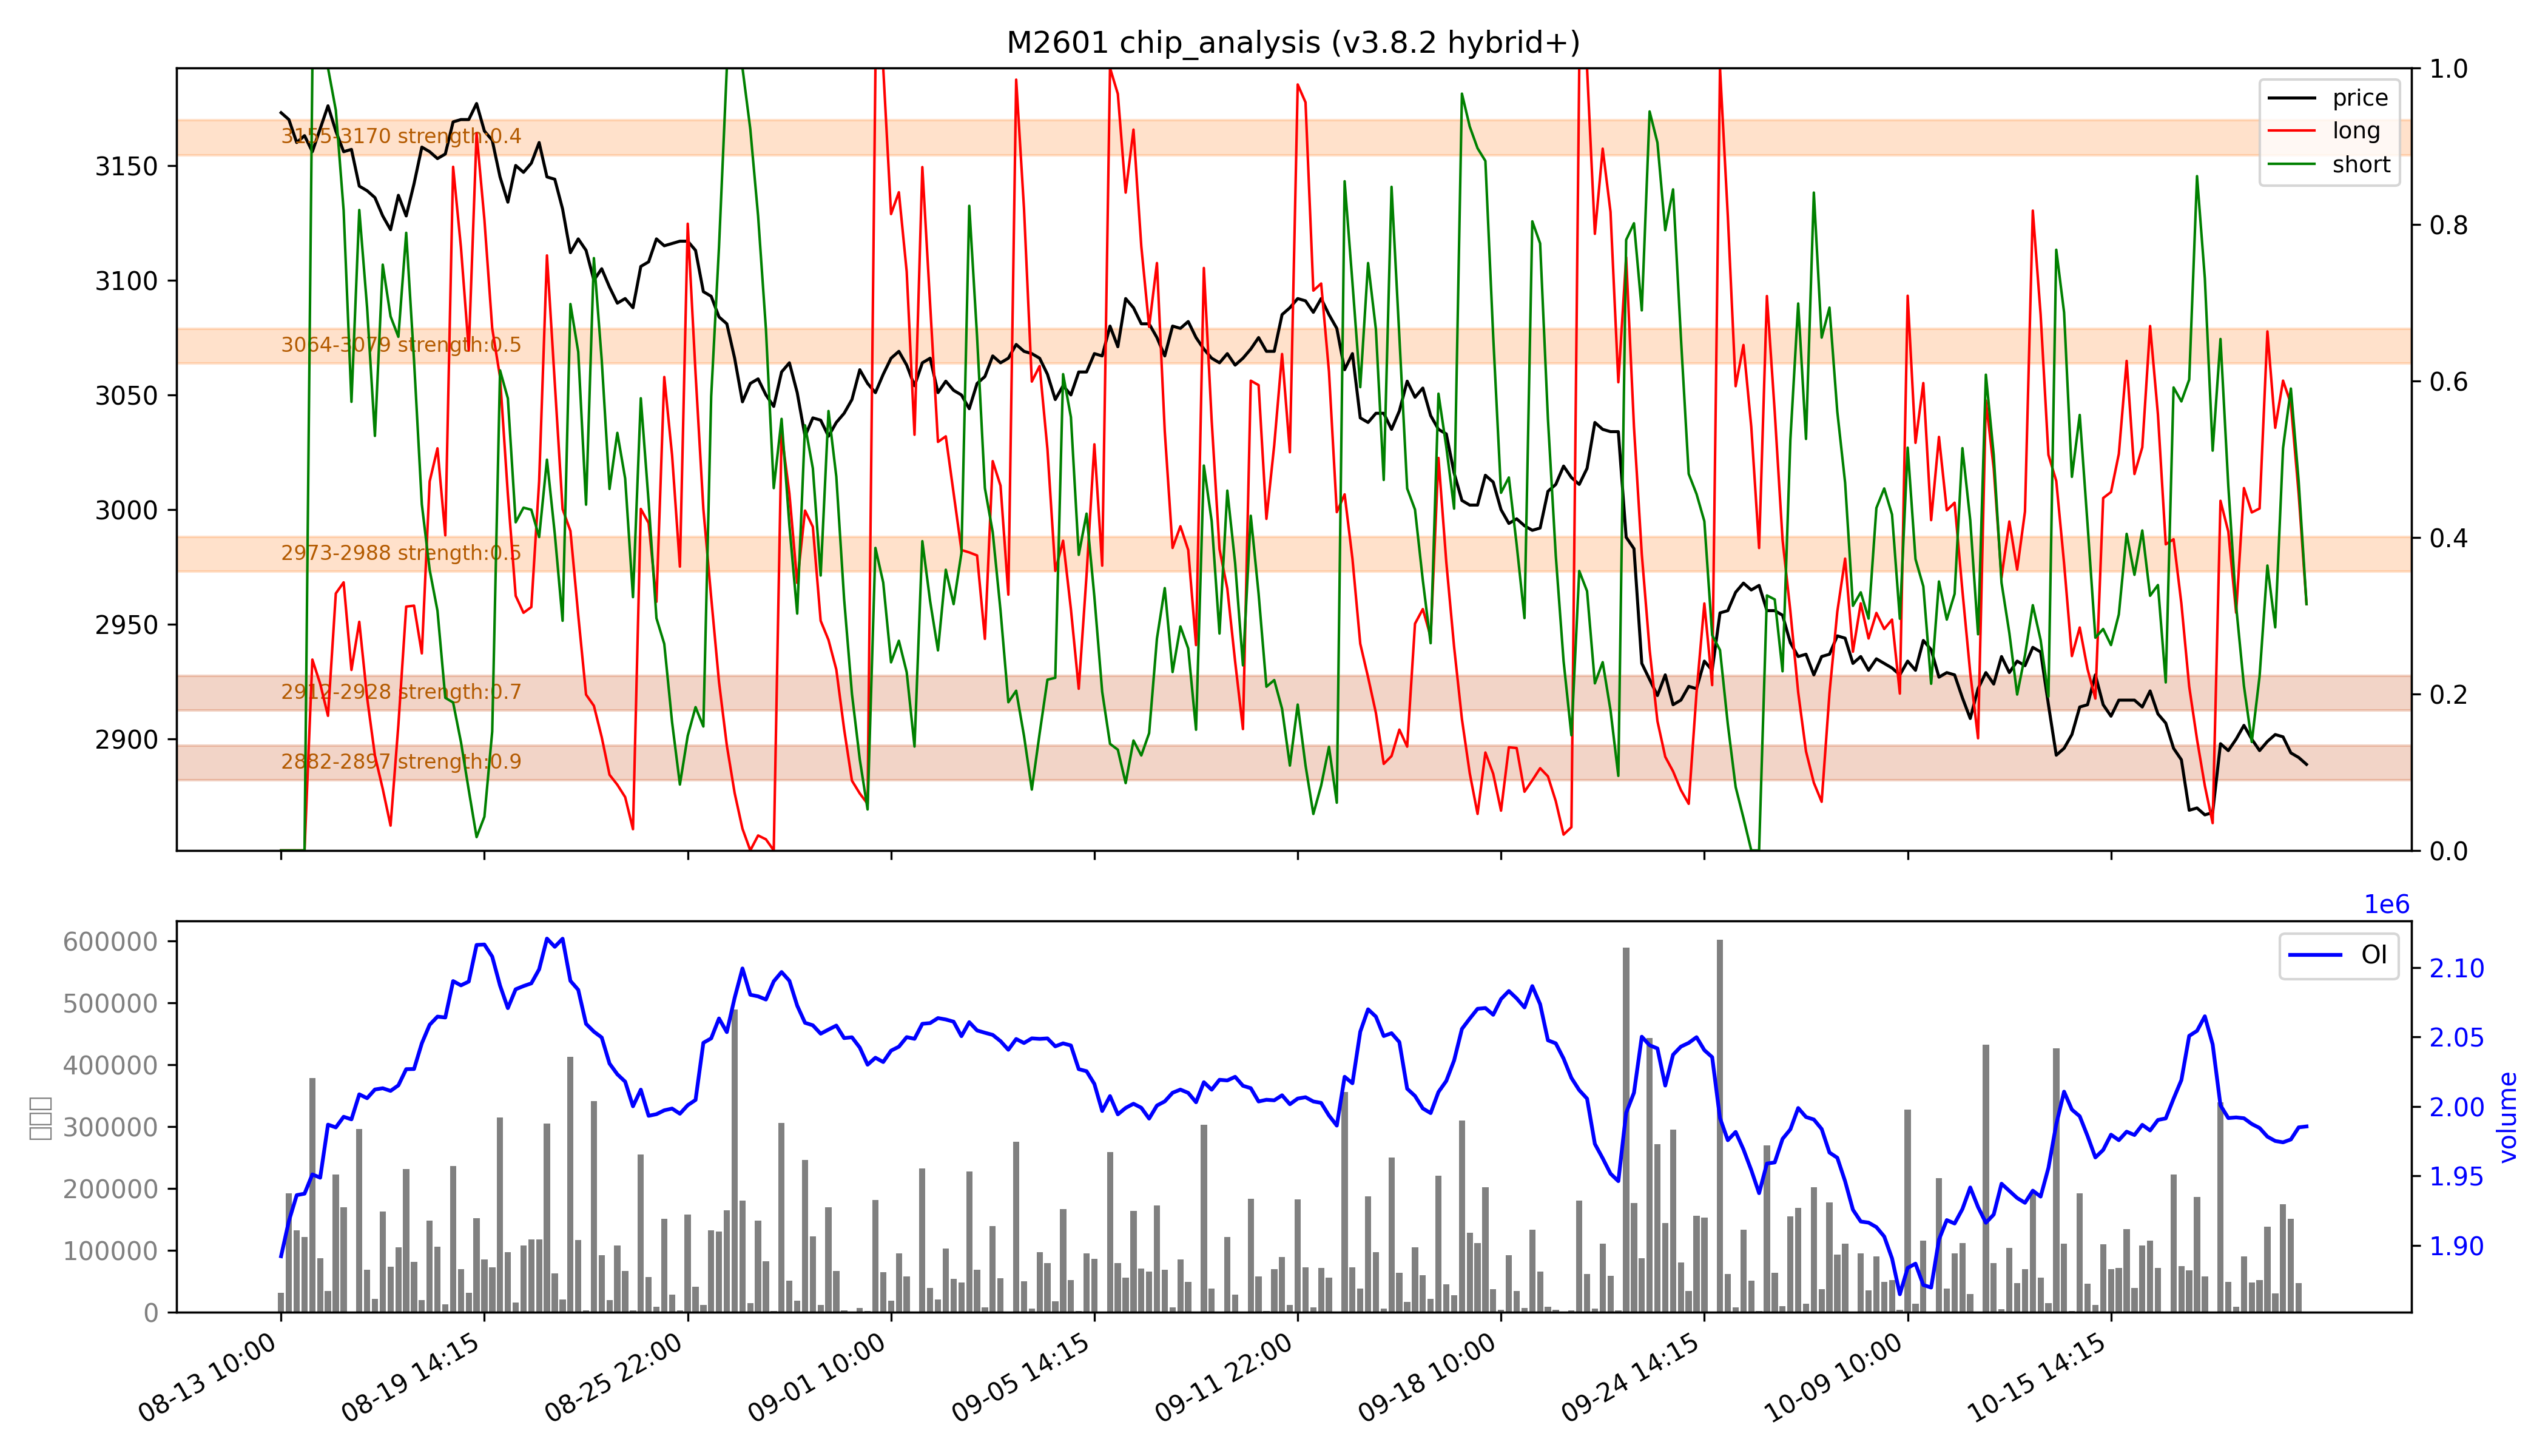 M2601 chip_analysis (v3.8.2 hybrid+)
price
long
short
3155-3170 strength:0.4
3064-3079 strength:0.5
2973-2988 strength:0.5
2912-2928 strength:0.7
2882-2897 strength:0.9
3150
3100
3050
3000
2950
2900
1.0
0.8
0.6
0.4
0.2
0.0
1e6
OI
600000
500000
400000
300000
200000
100000
0
2.10
2.05
2.00
1.95
1.90
volume
08-13 10:00
08-19 14:15
08-25 22:00
09-01 10:00
09-05 14:15
09-11 22:00
09-18 10:00
09-24 14:15
10-09 10:00
10-15 14:15